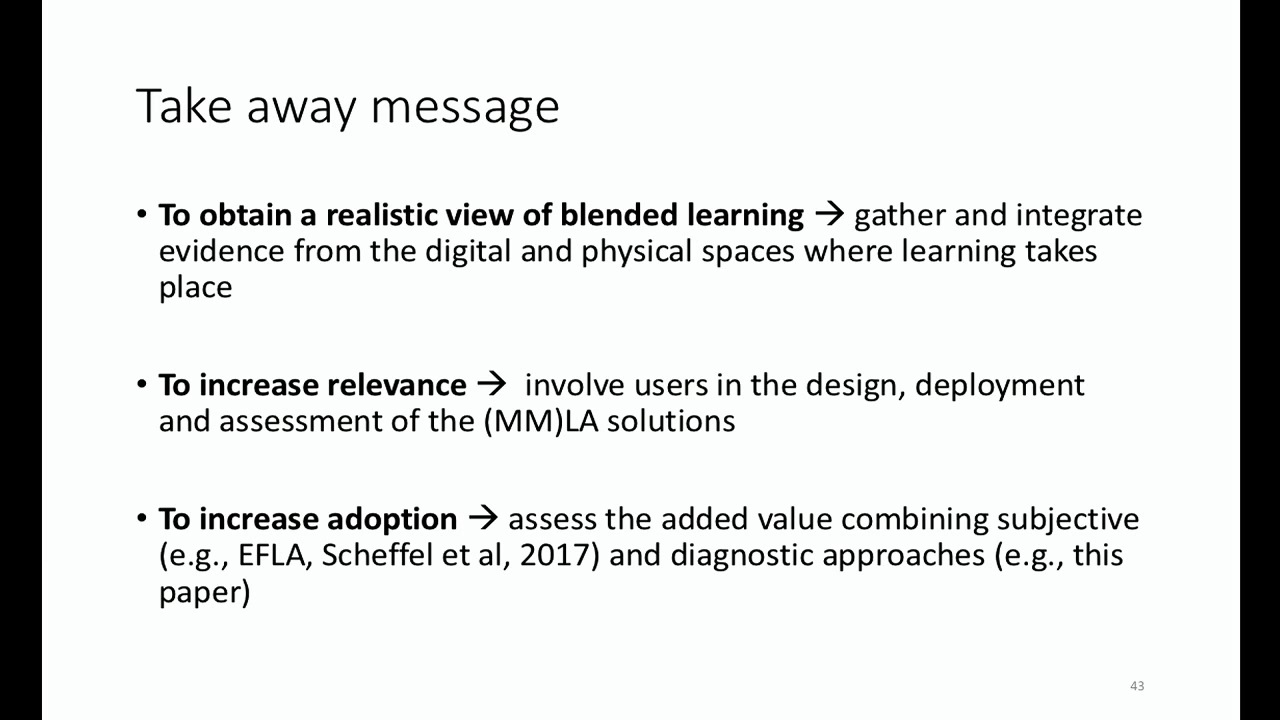 Take away message
• To obtain a realistic view of blended learning → gather and integrate
evidence from the digital and physical spaces where learning takes
place
• To increase relevance → involve users in the design, deployment
and assessment of the (MM)LA solutions
• To increase adoption → assess the added value combining subjective
(e.g., EFLA, Scheffel et al, 2017) and diagnostic approaches (e.g., this
paper)
43